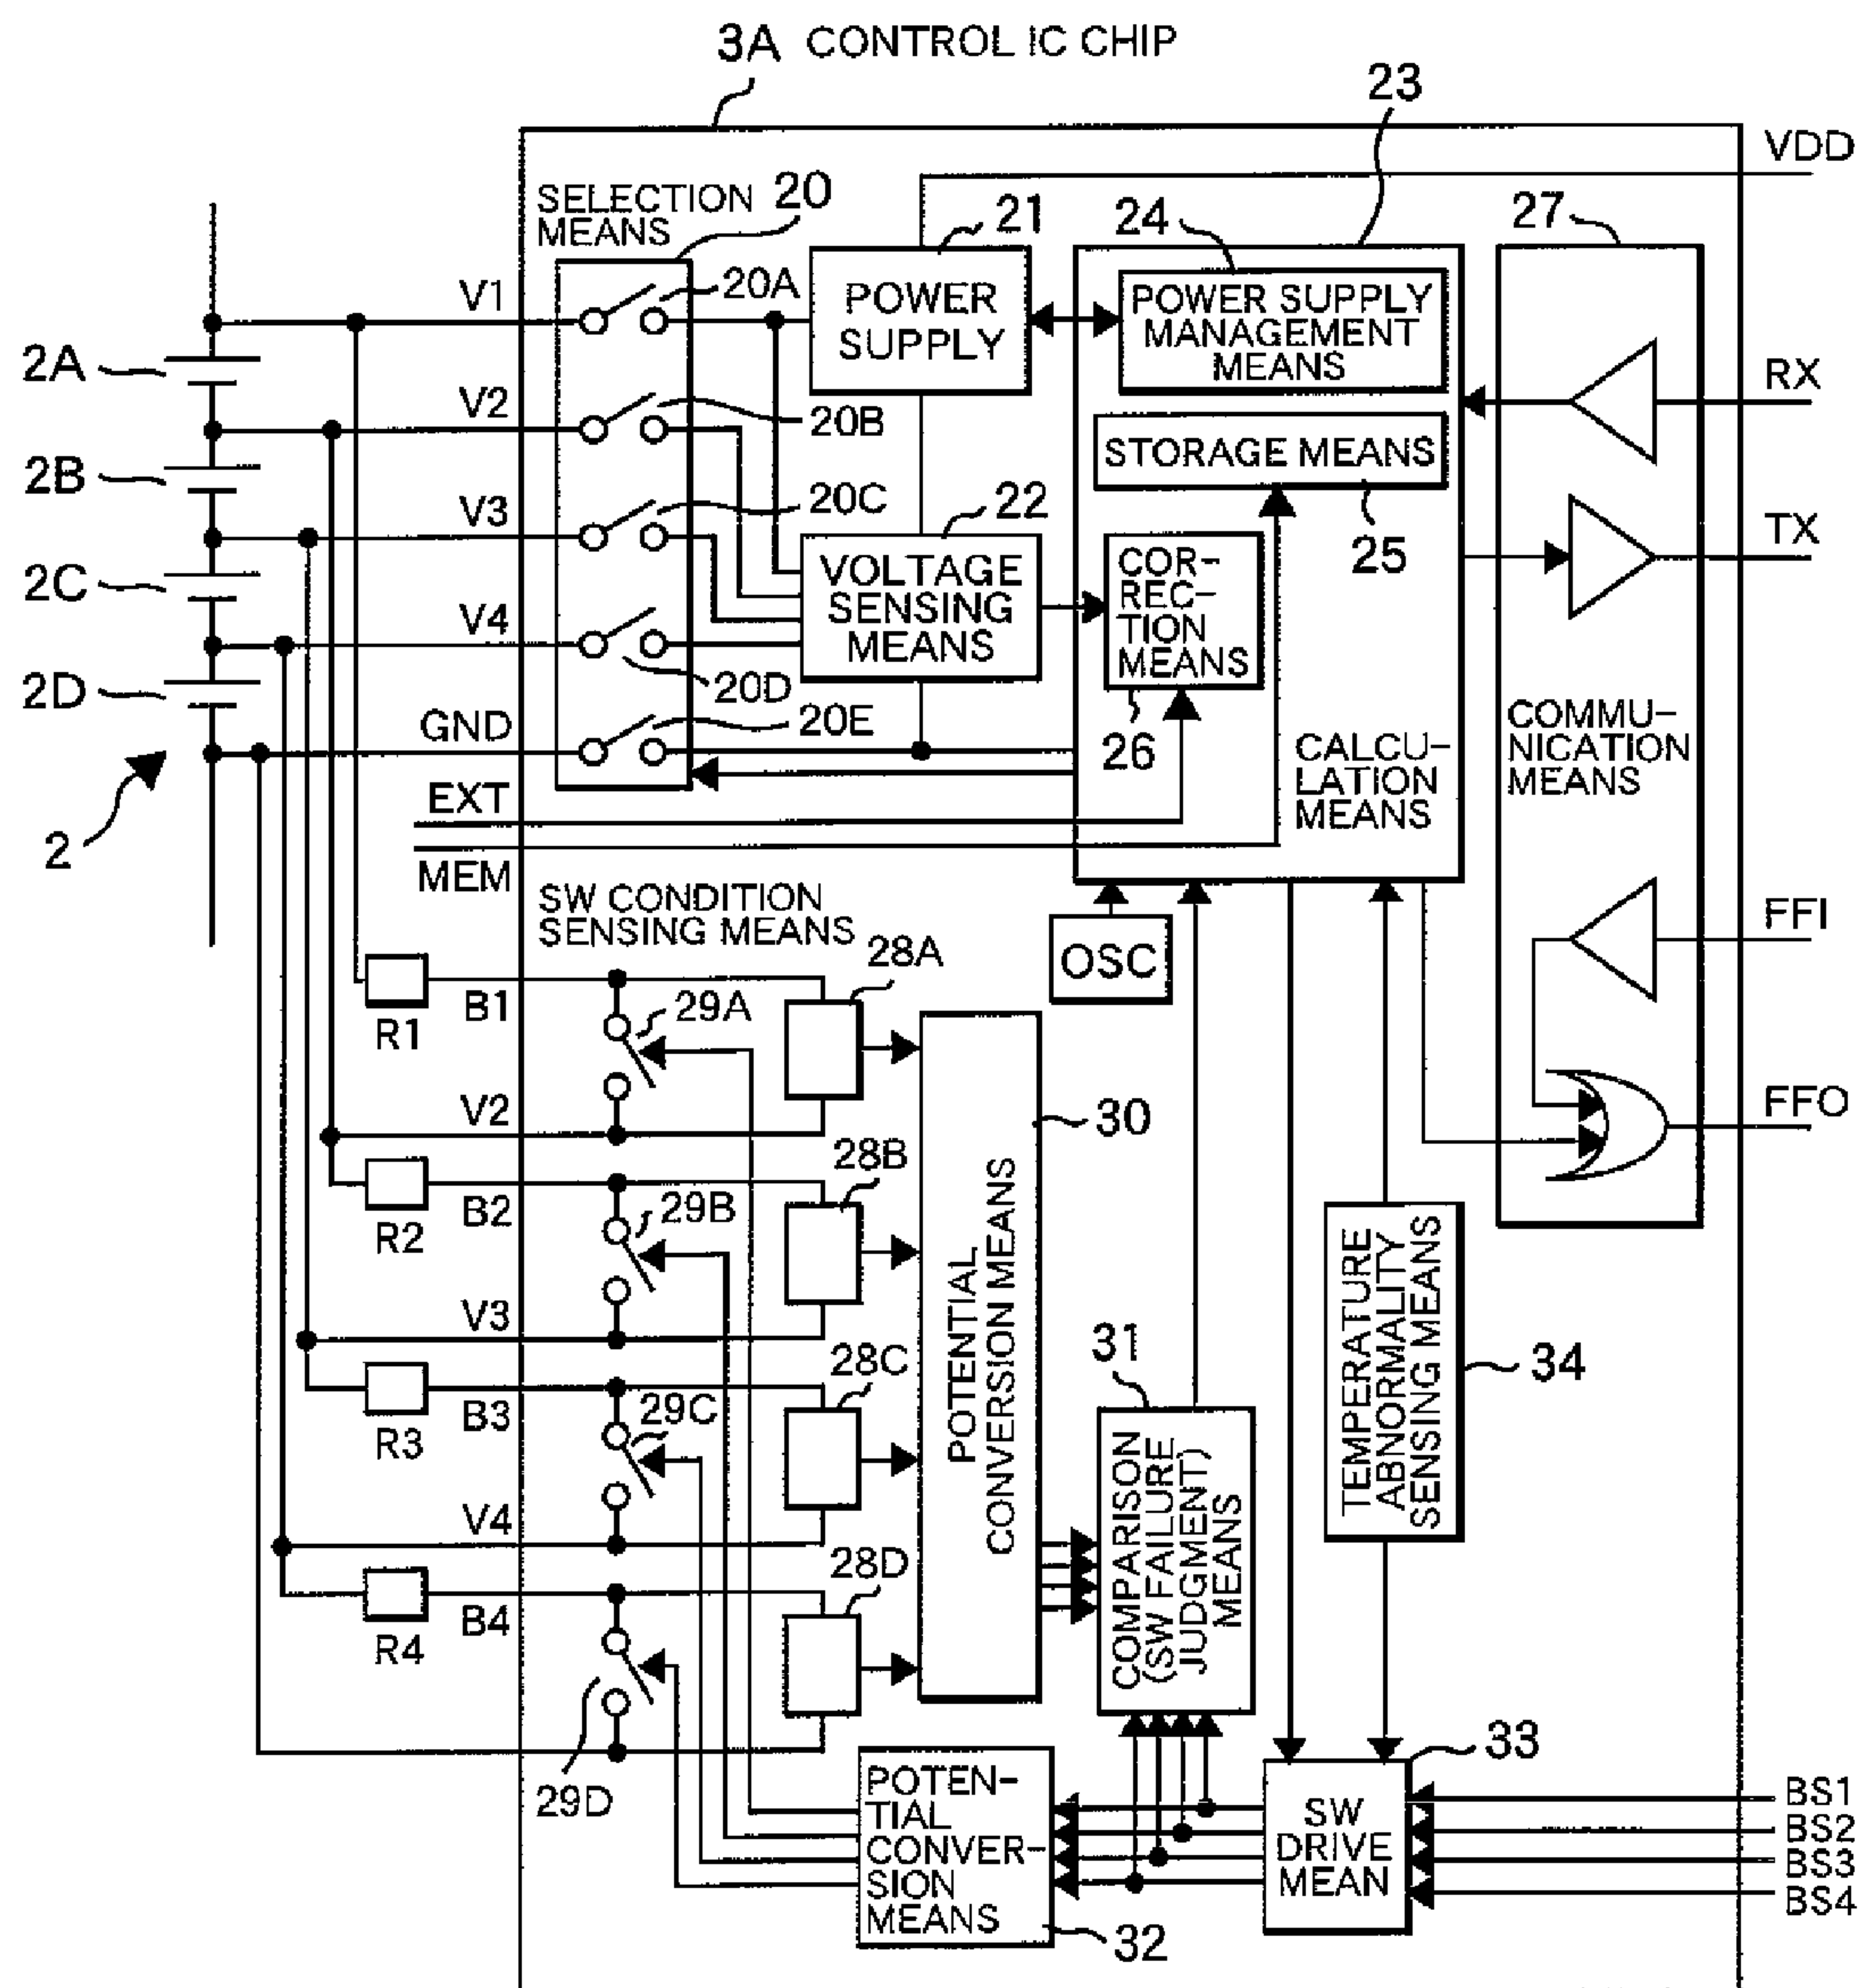 3A CONTROL IC CHIP
23
VDD
SELECTION
MEANS
20
21
24
27
V1
20A
POWER
SUPPLY
POWER SUPPLY
MANAGEMENT
MEANS
RX
2A
V2
20B
STORAGE MEANS
2B
V3
20C
22
25
TX
2C
VOLTAGE
SENSING
MEANS
COR-
REC-
TION
MEANS
V4
20D
2D
GND
20E
26
CALCU-
LATION
MEANS
COMMU-
NICATION
MEANS
2
EXT
MEM
SW CONDITION
SENSING MEANS
28A
OSC
FFI
B1
29A
R1
V2
30
FFO
28B
B2
29B
R2
POTENTIAL
CONVERSION MEANS
TEMPERATURE
ABNORMALITY
SENSING MEANS
V3
28C
31
34
B3
29C
R3
COMPARISON
(SW FAILURE
JUDGMENT)
MEANS
V4
28D
B4
R4
29D
POTEN-
TIAL
CONVER-
SION
MEANS
32
33
SW
DRIVE
MEAN
BS1
BS2
BS3
BS4